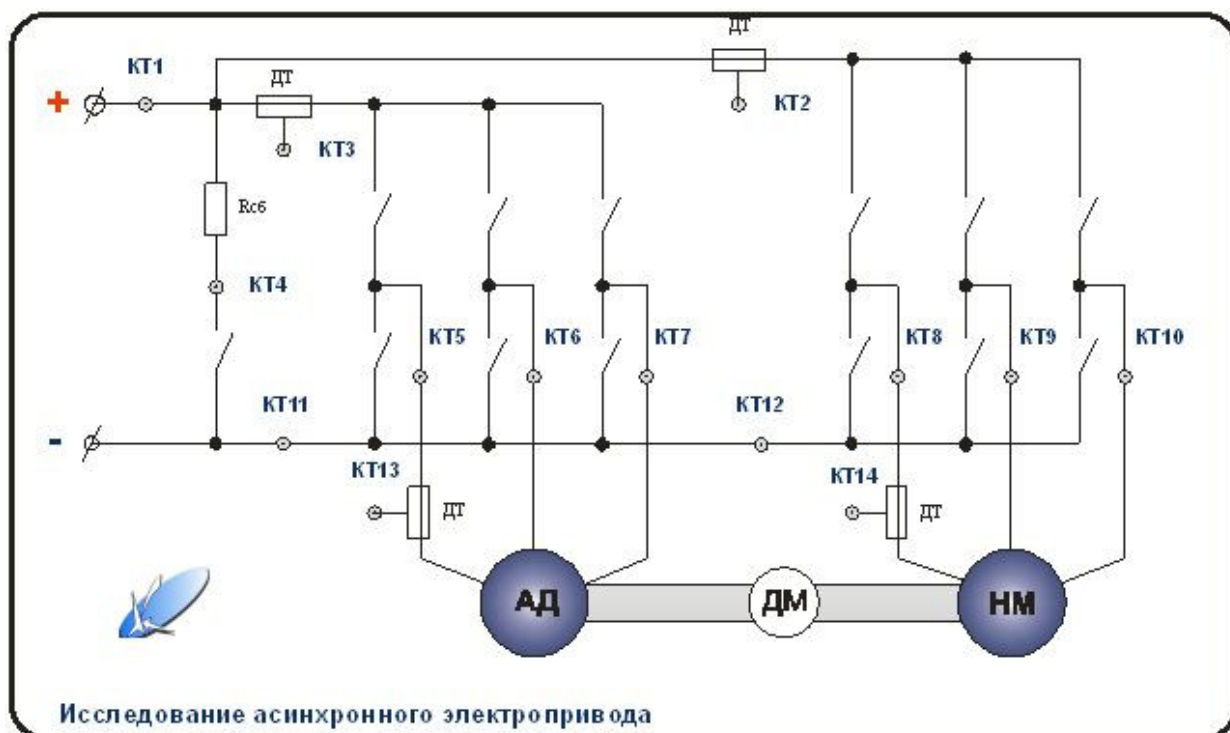 ДТ
КТ1
ДТ
+
КТ2
КТ3
Rсб
КТ4
КТ5 КТ6 КТ7 КТ8 КТ9 КТ10
КТ11 КТ12
-
КТ13 КТ14
ДТ ДТ
АД ДМ НМ
Исследование асинхронного электропривода